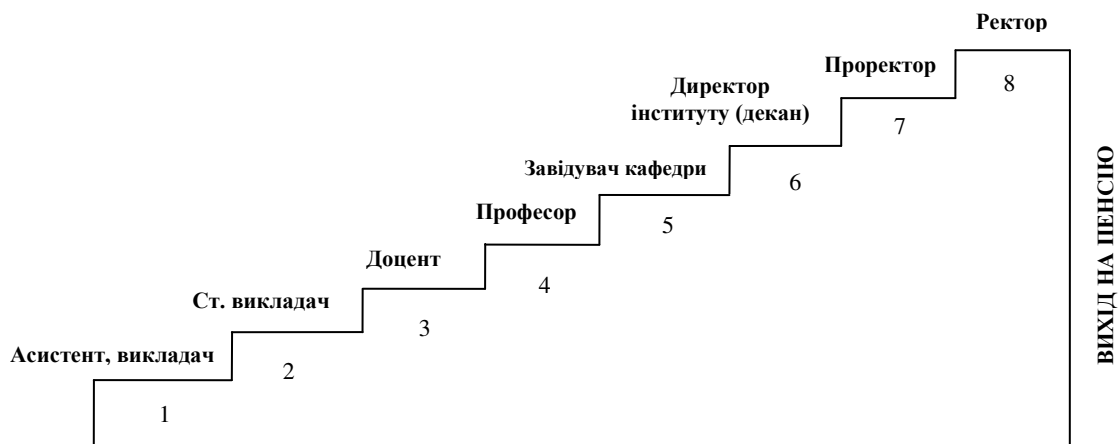 Ректор
8
Проректор
7
Директор
інституту (декан)
6
Завідувач кафедри
5
Професор
4
Доцент
3
Ст. викладач
2
Асистент, викладач
1
ВИХІД НА ПЕНСІЮ